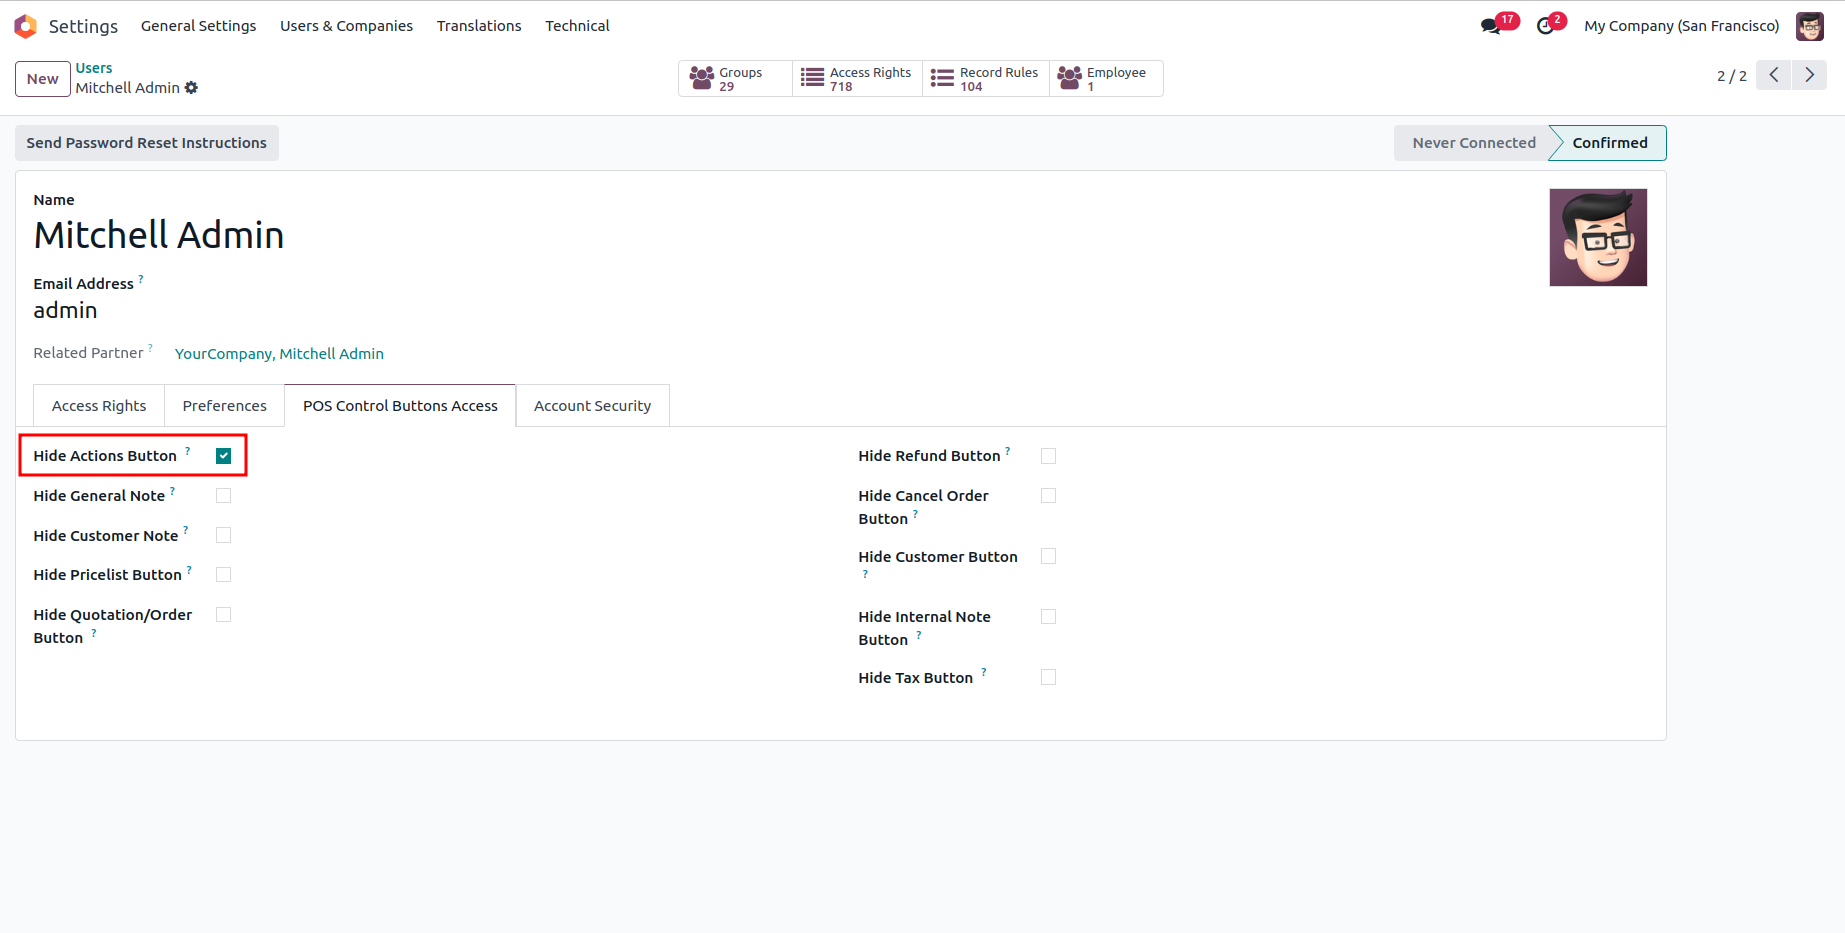 Settings General Settings Users & Companies Translations Technical 17 2 My Company (San Francisco)
New Users
Mitchell Admin
Groups 29 Access Rights 718 Record Rules 104 Employee 1
2 / 2
Send Password Reset Instructions
Never Connected Confirmed
Name
Mitchell Admin
Email Address ?
admin
Related Partner ? YourCompany, Mitchell Admin
Access Rights Preferences POS Control Buttons Access Account Security
Hide Actions Button ?
Hide General Note ?
Hide Customer Note ?
Hide Pricelist Button ?
Hide Quotation/Order
Button ?
Hide Refund Button ?
Hide Cancel Order
Button ?
Hide Customer Button
?
Hide Internal Note
Button ?
Hide Tax Button ?